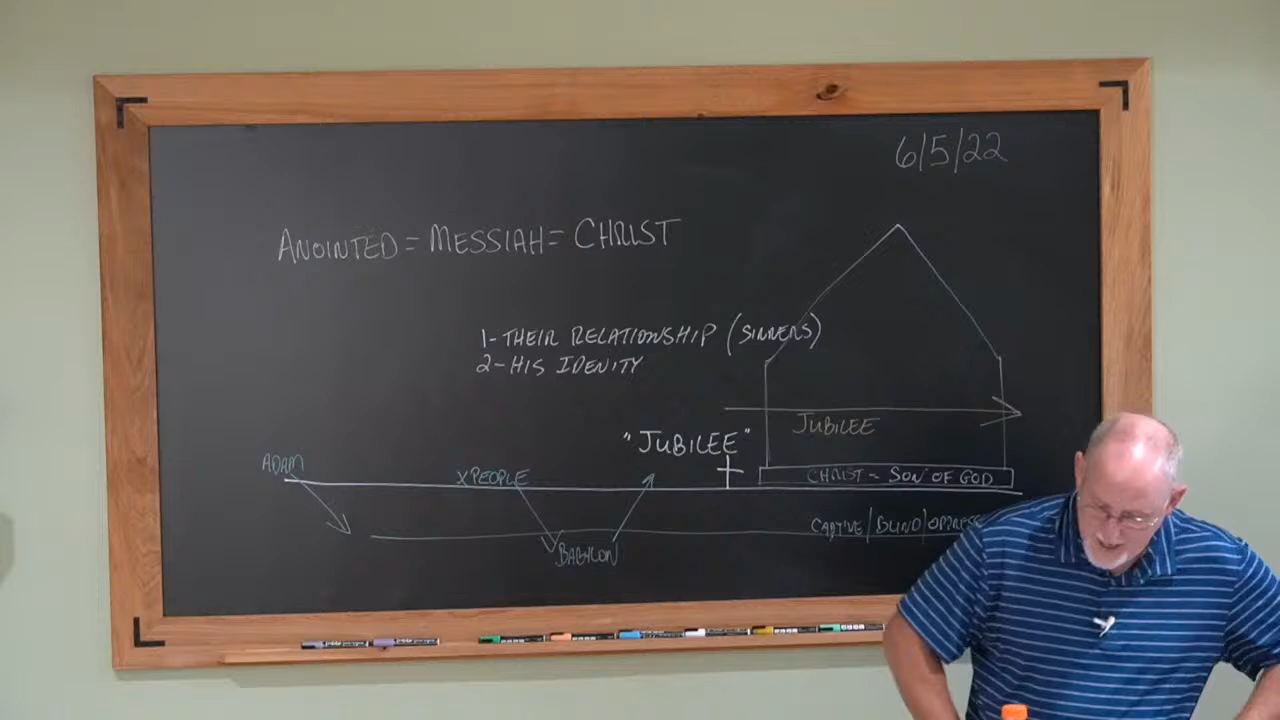 6/5/22
ANOINTED = MESSIAH = CHRIST
1-THEIR RELATIONSHIP (SINNERS)
2-HIS IDENITY
JUBILEE
"JUBILEE"
ADAM
XPEOPLE
CHRIST = SON OF GOD
CAPTIVE/BLIND/OPPRESS
BABYLON